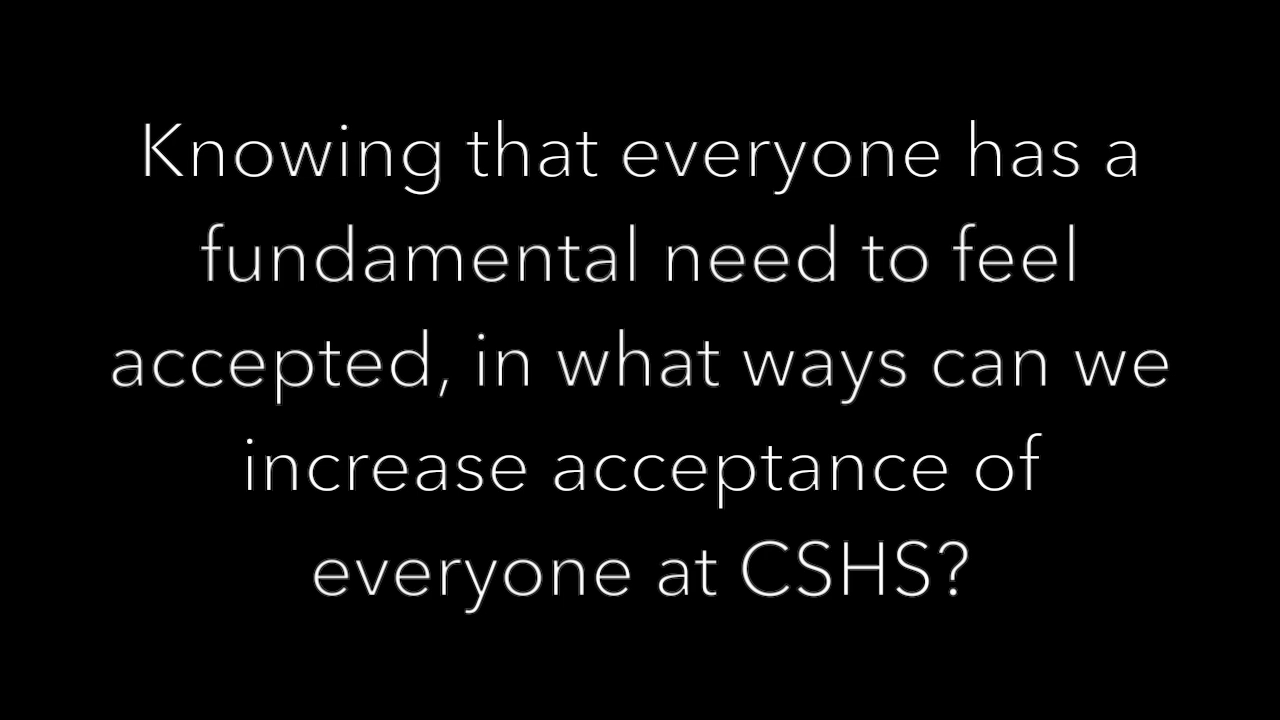 Knowing that everyone has a
fundamental need to feel
accepted, in what ways can we
increase acceptance of
everyone at CSHS?